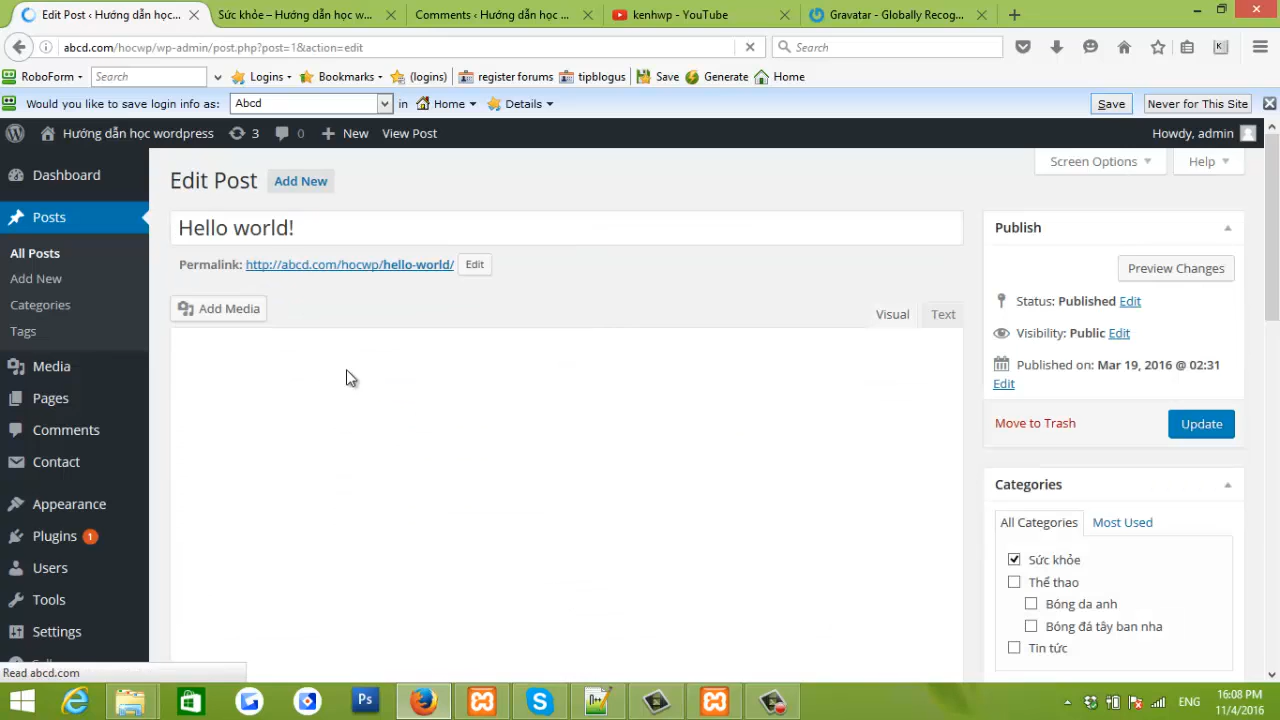 Edit Post ‹ Hướng dẫn học...
Sức khỏe – Hướng dẫn học w...
Comments ‹ Hướng dẫn học ...
kenhwp - YouTube
Gravatar - Globally Recog...
abcd.com/hocwp/wp-admin/post.php?post=1&action=edit
Search
RoboForm
Search
Logins
Bookmarks
(logins)
register forums
tipblogus
Save
Generate
Home
Would you like to save login info as:
Abcd
in
Home
Details
Save
Never for This Site
Hướng dẫn học wordpress
3
0
New
View Post
Howdy, admin
Screen Options
Help
Dashboard
Posts
All Posts
Add New
Categories
Tags
Media
Pages
Comments
Contact
Appearance
Plugins 1
Users
Tools
Settings
Edit Post
Add New
Hello world!
Permalink: http://abcd.com/hocwp/hello-world/ Edit
Add Media
Visual
Text
Publish
Preview Changes
Status: Published Edit
Visibility: Public Edit
Published on: Mar 19, 2016 @ 02:31
Edit
Move to Trash
Update
Categories
All Categories
Most Used
Sức khỏe
Thể thao
Bóng da anh
Bóng đá tây ban nha
Tin tức
Read abcd.com
Ps
ENG
16:08 PM
11/4/2016